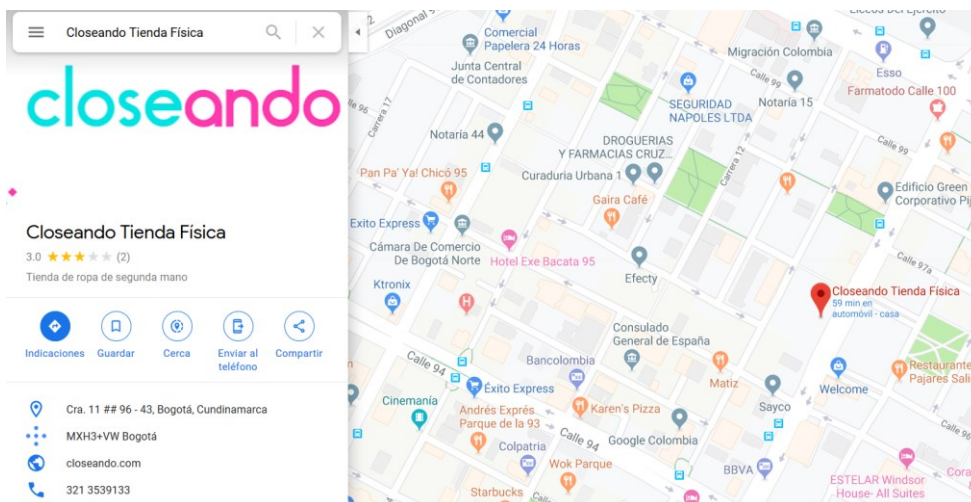 Closeando Tienda Física
closeando
Closeando Tienda Física
3.0
(2)
Tienda de ropa de segunda mano
Indicaciones
Guardar
Cerca
Enviar al
teléfono
Compartir
Cra. 11 ## 96 - 43, Bogotá, Cundinamarca
MXH3+VW Bogotá
closeando.com
321 3539133
Diagonal
Comercial
Papelera 24 Horas
Junta Central
de Contadores
Carrera 17
Notaría 44
Pan Pa' Ya! Chicó 95
Exito Express
Cámara De Comercio
De Bogotá Norte
Ktronix
H
Hotel Exe Bacata 95
SEGURIDAD
NAPOLES LTDA
DROGUERIAS
Y FARMACIAS CRUZ...
Curaduria Urbana 1
Gaira Café
Efecty
Carrera 12
Migración Colombia
Calle 99
Notaría 15
Esso
Farmatodo Calle 100
Calle 99
Edificio Green
Corporativo Pij
Calle 97a
Closeando Tienda Física
59 min en
automóvil - casa
Consulado
General de España
Bancolombia
Calle 94
Éxito Express
Cinemanía
Andrés Exprés
Parque de la 93
Karen's Pizza
Calle 94
Google Colombia
Colpatria
Wok Parque
Starbucks
Matiz
Sayco
BBVA
Welcome
Restaurante
Pajares Sali
Calle 96
ESTELAR Windsor
House- All Suites
Cora